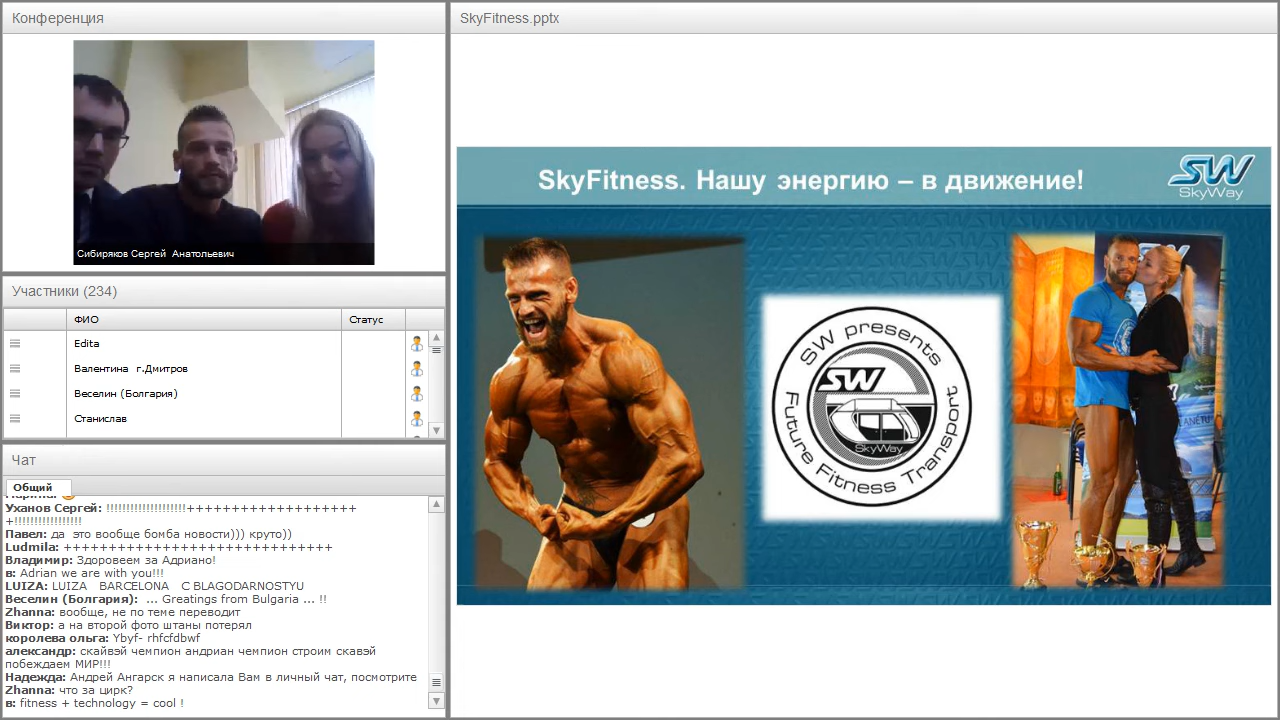 Конференция
Сибиряков Сергей Анатольевич
Участники (234)
ФИО
Статус
Edita
Валентина г.Дмитров
Веселин (Болгария)
Станислав
Чат
Общий
Уханов Сергей: !!!!!!!!!!!!!!!!!!!!+++++++++++++++++++
+!!!!!!!!!!!!!!!!!
Павел: да это вообще бомба новости))) круто))
Ludmila: ++++++++++++++++++++++++++++++
Владимир: Здоровеем за Адриано!
в: Adrian we are with you!!!
LUIZA: LUIZA BARCELONA C BLAGODARNOSTYU
Веселин (Болгария): ... Greatings from Bulgaria ... !!
Zhanna: вообще, не по теме переводит
Виктор: а на второй фото штаны потерял
королева ольга: Ybyf- rhfcfdbwf
александр: скайвэй чемпион андриан чемпион строим скавэй
побеждаем МИР!!!
Надежда: Андрей Ангарск я написала Вам в личный чат, посмотрите
Zhanna: что за цирк?
в: fitness + technology = cool !
SkyFitness.pptx
SkyFitness. Нашу энергию – в движение!
SW
SkyWay
SW presents
SW
SkyWay
Future Fitness Transport
SW